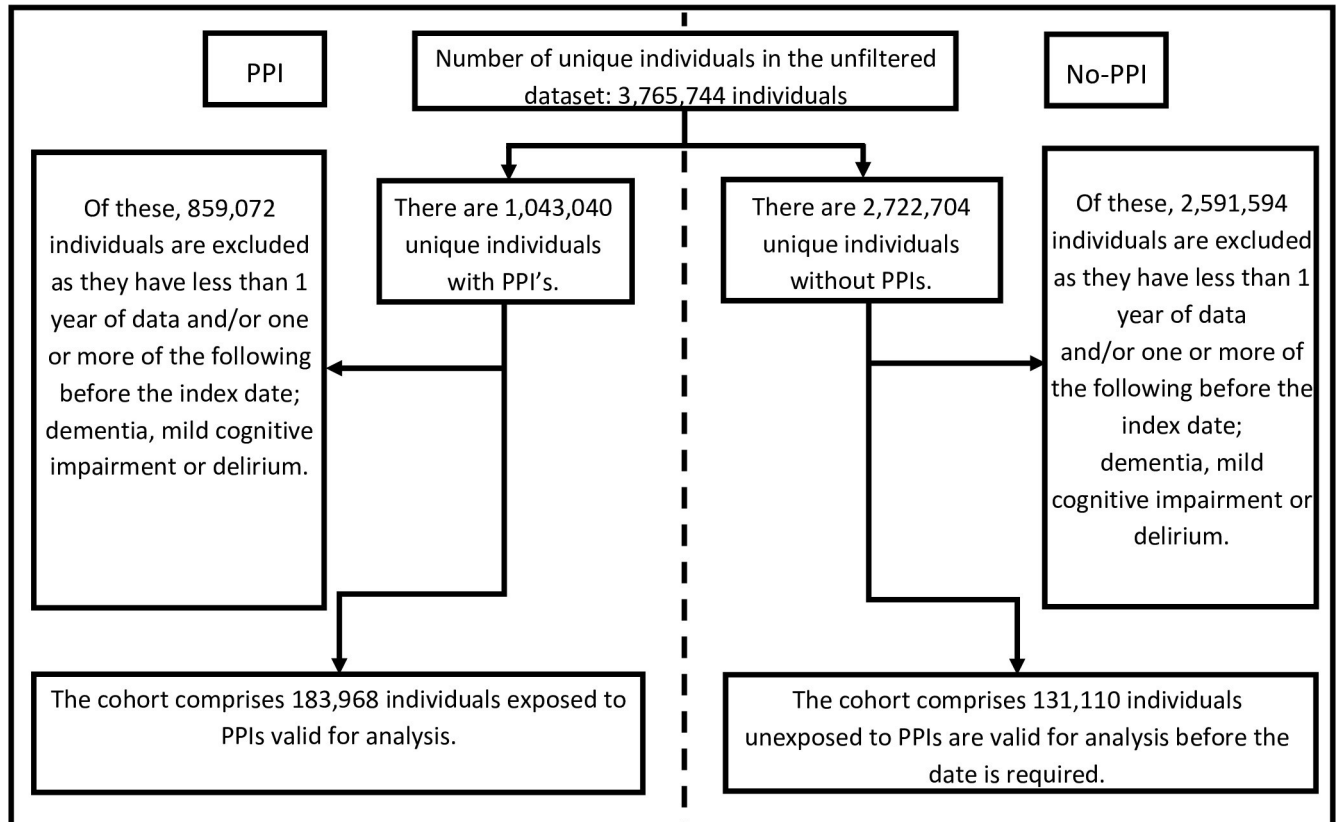 PPI
Number of unique individuals in the unfiltered
dataset: 3,765,744 individuals
No-PPI
Of these, 859,072
individuals are excluded
as they have less than 1
year of data and/or one
or more of the following
before the index date;
dementia, mild cognitive
impairment or delirium.
There are 1,043,040
unique individuals
with PPI’s.
There are 2,722,704
unique individuals
without PPIs.
Of these, 2,591,594
individuals are excluded
as they have less than 1
year of data
and/or one or more of
the following before the
index date;
dementia, mild
cognitive impairment or
delirium.
The cohort comprises 183,968 individuals exposed to
PPIs valid for analysis.
The cohort comprises 131,110 individuals
unexposed to PPIs are valid for analysis before the
date is required.